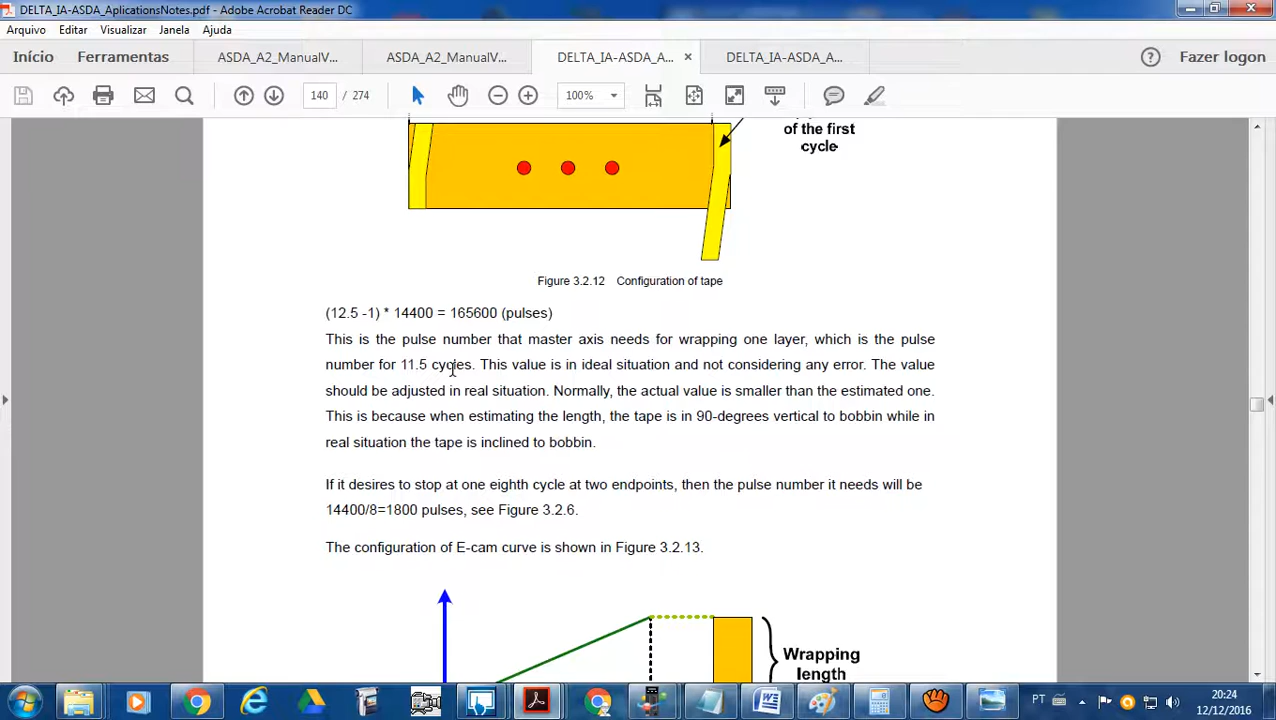 DELTA_IA-ASDA_AplicationsNotes.pdf - Adobe Acrobat Reader DC
Arquivo Editar Visualizar Janela Ajuda
Início Ferramentas ASDA_A2_ManualV... ASDA_A2_ManualV... DELTA_IA-ASDA_A... × DELTA_IA-ASDA_A... ? Fazer logon
140 / 274 100%
of the first
cycle
Figure 3.2.12 Configuration of tape
(12.5 -1) * 14400 = 165600 (pulses)
This is the pulse number that master axis needs for wrapping one layer, which is the pulse
number for 11.5 cycles. This value is in ideal situation and not considering any error. The value
should be adjusted in real situation. Normally, the actual value is smaller than the estimated one.
This is because when estimating the length, the tape is in 90-degrees vertical to bobbin while in
real situation the tape is inclined to bobbin.
If it desires to stop at one eighth cycle at two endpoints, then the pulse number it needs will be
14400/8=1800 pulses, see Figure 3.2.6.
The configuration of E-cam curve is shown in Figure 3.2.13.
Wrapping
length
PT
20:24
12/12/2016